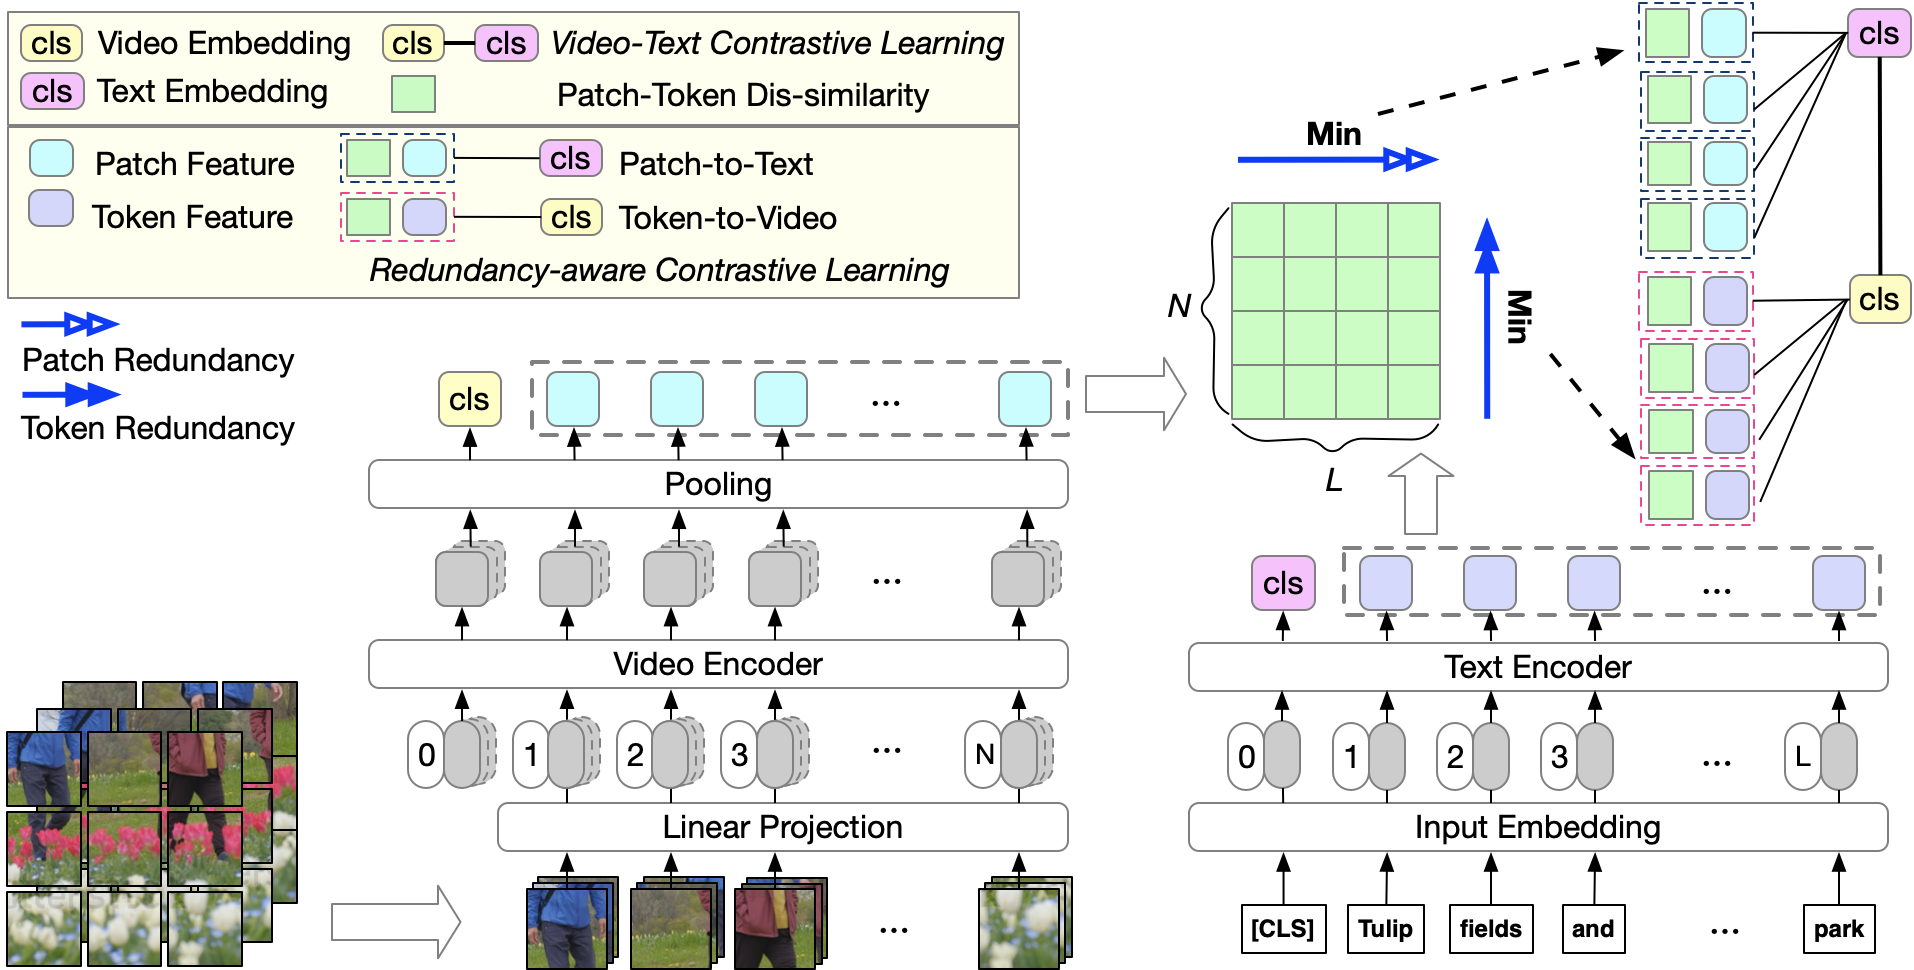 cls Video Embedding cls cls Video-Text Contrastive Learning
cls Text Embedding Patch-Token Dis-similarity
Patch Feature cls Patch-to-Text
Token Feature cls Token-to-Video
Redundancy-aware Contrastive Learning
Patch Redundancy
Token Redundancy
cls ...
Pooling
...
Video Encoder
0 1 2 3 ... N
Linear Projection
...
Min
Min
N
L
cls
cls
cls ...
Text Encoder
0 1 2 3 ... L
Input Embedding
[CLS] Tulip fields and ... park